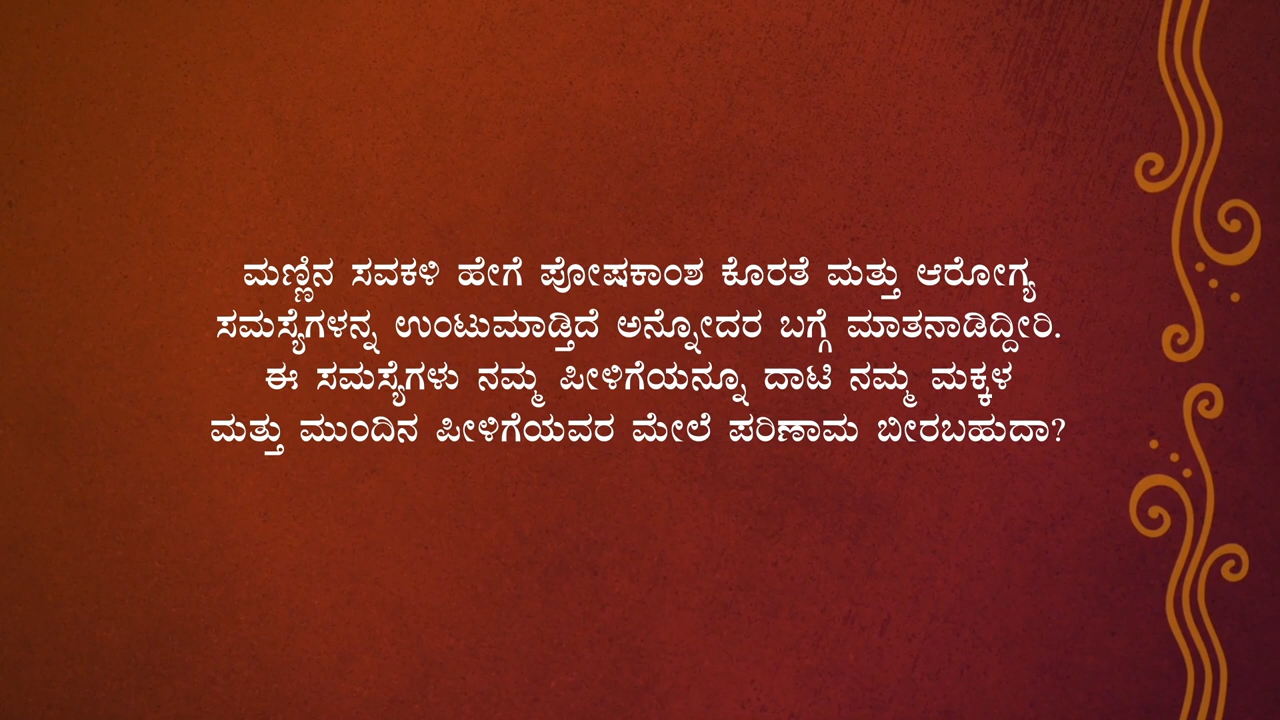 ಮಣ್ಣಿನ ಸವಕಳಿ ಹೇಗೆ ಪೋಷಕಾಂಶ ಕೊರತೆ ಮತ್ತು ಆರೋಗ್ಯ
ಸಮಸ್ಯೆಗಳನ್ನ ಉಂಟುಮಾಡ್ತಿದೆ ಅನ್ನೋದರ ಬಗ್ಗೆ ಮಾತನಾಡಿದ್ದೀರಿ.
ಈ ಸಮಸ್ಯೆಗಳು ನಮ್ಮ ಪೀಳಿಗೆಯನ್ನೂ ದಾಟಿ ನಮ್ಮ ಮಕ್ಕಳ
ಮತ್ತು ಮುಂದಿನ ಪೀಳಿಗೆಯವರ ಮೇಲೆ ಪರಿಣಾಮ ಬೀರಬಹುದಾ?